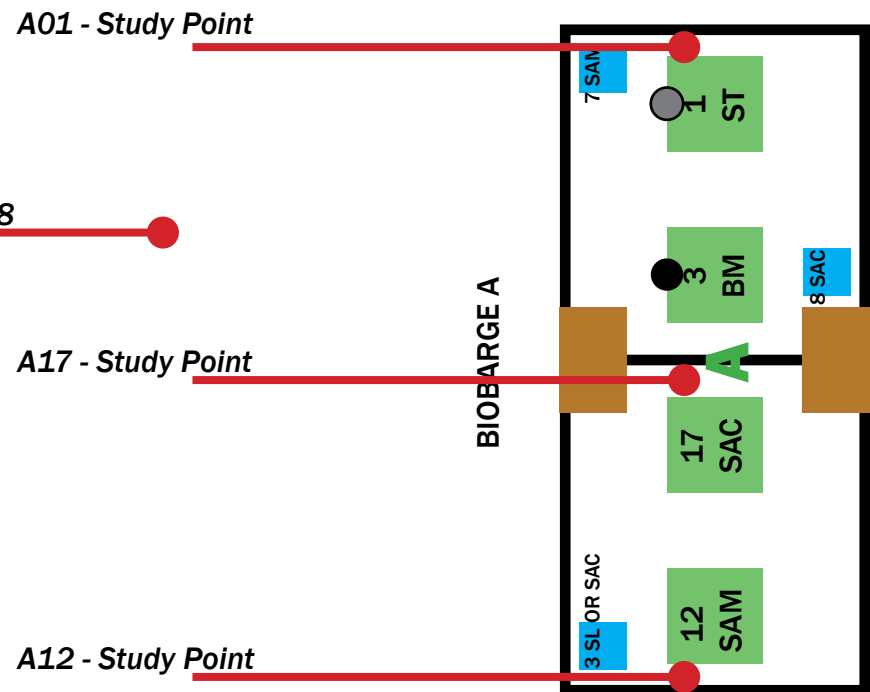 A01 - Study Point
7 SAM
1
ST
8
3
BM
8 SAC
BIOBARGE A
A
A17 - Study Point
17
SAC
3 SL OR SAC
12
SAM
A12 - Study Point